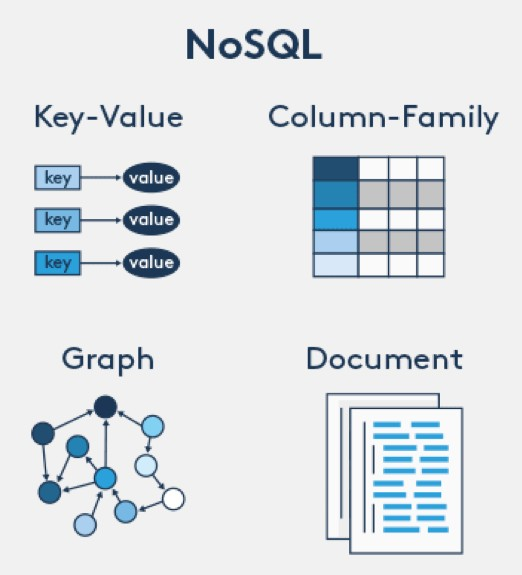 NoSQL
Key-Value
key value
key value
key value
Column-Family
Graph
Document